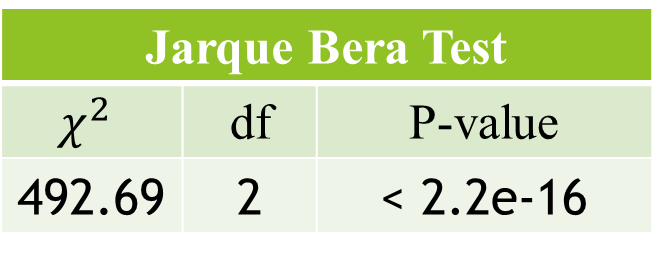 Jarque Bera Test
χ² df P-value
492.69 2 < 2.2e-16